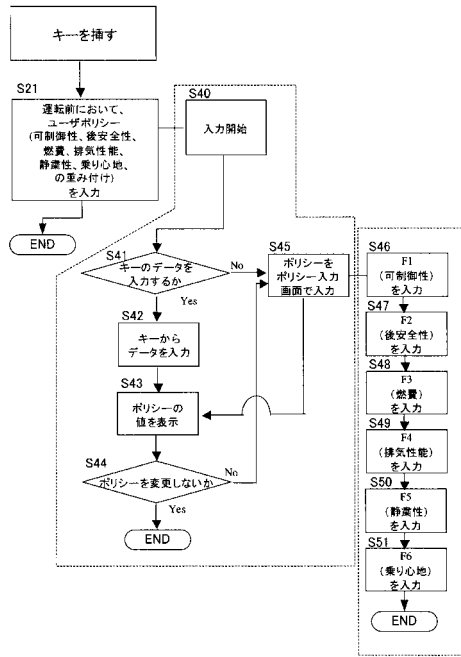 キーを挿す
S21
運転前において、
ユーザポリシー
(可制御性、後安全性、
燃費、排気性能、
静粛性、乗り心地、
の重み付け)
を入力
END
S40
入力開始
S41
キーのデータを
入力するか
No
Yes
S42
キーから
データを入力
S43
ポリシーの
値を表示
S44
ポリシーを変更しないか
No
Yes
END
S45
ポリシーを
ポリシー入力
画面で入力
S46
F1
(可制御性)
を入力
S47
F2
(後安全性)
を入力
S48
F3
(燃費)
を入力
S49
F4
(排気性能)
を入力
S50
F5
(静粛性)
を入力
S51
F6
(乗り心地)
を入力
END